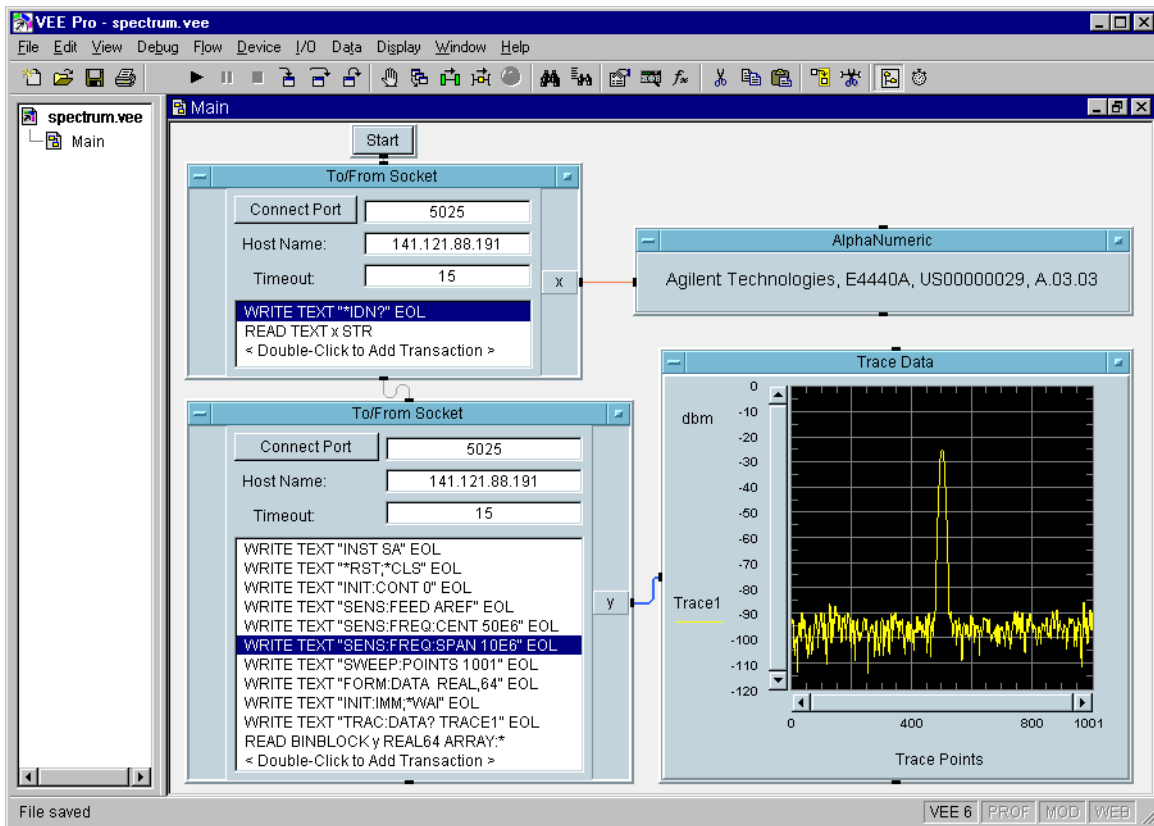 VEE Pro - spectrum.vee
File Edit View Debug Flow Device I/O Data Display Window Help
spectrum.vee
Main
Main
Start
To/From Socket
Connect Port 5025
Host Name: 141.121.88.191
Timeout: 15
x
WRITE TEXT "*IDN?" EOL
READ TEXT x STR
< Double-Click to Add Transaction >
AlphaNumeric
Agilent Technologies, E4440A, US00000029, A.03.03
To/From Socket
Connect Port 5025
Host Name: 141.121.88.191
Timeout: 15
WRITE TEXT "INST SA" EOL
WRITE TEXT "*RST;*CLS" EOL
WRITE TEXT "INIT:CONT 0" EOL
WRITE TEXT "SENS:FEED AREF" EOL
WRITE TEXT "SENS:FREQ:CENT 50E6" EOL
WRITE TEXT "SENS:FREQ:SPAN 10E6" EOL
WRITE TEXT "SWEEP:POINTS 1001" EOL
WRITE TEXT "FORM:DATA  REAL,64" EOL
WRITE TEXT "INIT:IMM;*WAI" EOL
WRITE TEXT "TRAC:DATA? TRACE1" EOL
READ BINBLOCK y REAL64 ARRAY:*
< Double-Click to Add Transaction >
y
Trace Data
dbm
Trace1
0
-10
-20
-30
-40
-50
-60
-70
-80
-90
-100
-110
-120
0 400 800 1001
Trace Points
File saved
VEE 6 PROF MOD WEB